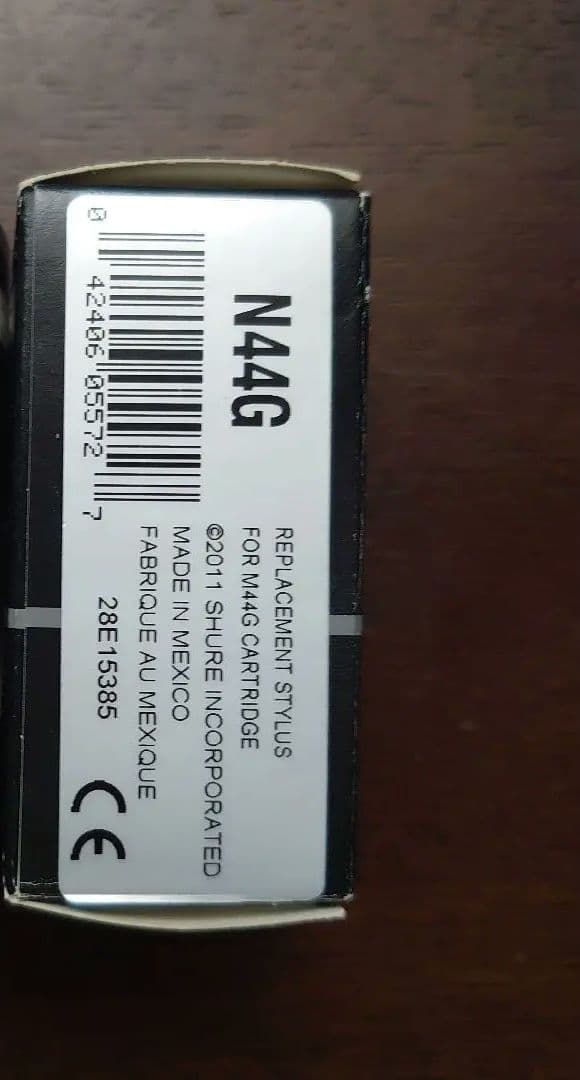 N44G
0 42406 05572 7
REPLACEMENT STYLUS
FOR M44G CARTRIDGE
©2011 SHURE INCORPORATED
MADE IN MEXICO
FABRIQUE AU MEXIQUE
28E15385
CE